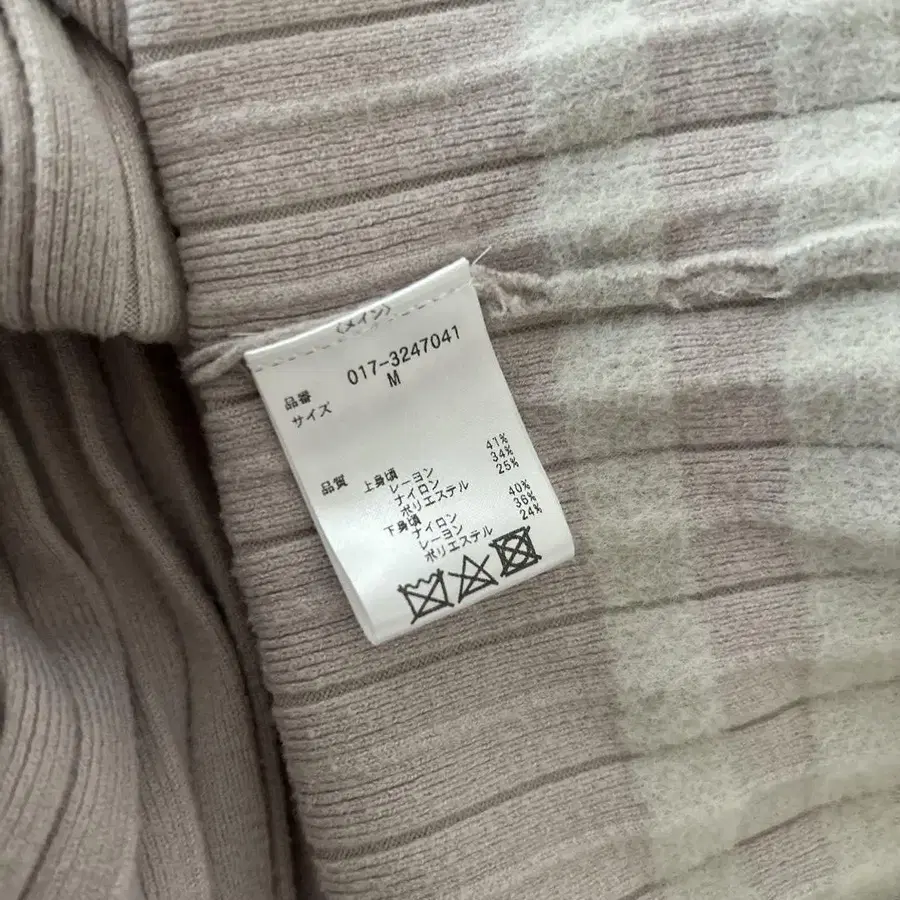 〈メイン〉
品番 017-3247041
サイズ M
品質 上身頃
レーヨン 41%
ナイロン 34%
ポリエステル 25%
下身頃
ナイロン 40%
レーヨン 36%
ポリエステル 24%